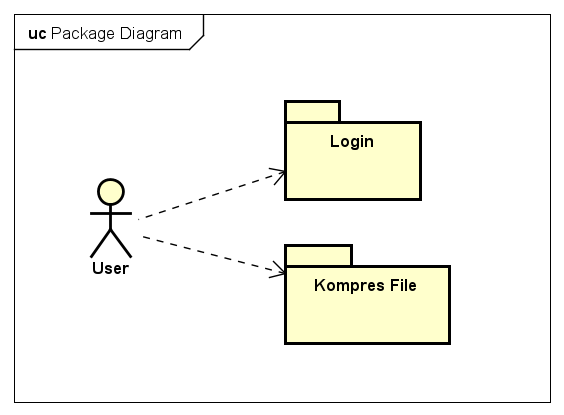 uc Package Diagram
Login
User
Kompres File